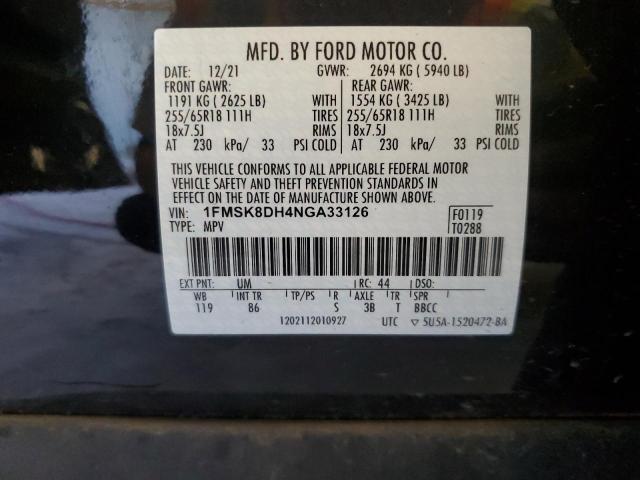 MFD. BY FORD MOTOR CO.
DATE: 12/21 GVWR: 2694 KG ( 5940 LB)
FRONT GAWR: REAR GAWR:
1191 KG ( 2625 LB) WITH 1554 KG ( 3425 LB) WITH
255/65R18 111H TIRES 255/65R18 111H TIRES
18x7.5J RIMS 18x7.5J RIMS
AT 230 kPa/ 33 PSI COLD AT 230 kPa/ 33 PSI COLD
THIS VEHICLE CONFORMS TO ALL APPLICABLE FEDERAL MOTOR
VEHICLE SAFETY AND THEFT PREVENTION STANDARDS IN
EFFECT ON THE DATE OF MANUFACTURE SHOWN ABOVE.
VIN: 1FMSK8DH4NGA33126 F0119
TYPE: MPV T0288
EXT PNT: UM RC: 44 DSO:
WB INT TR TP/PS R AXLE TR SPR
119 86 S 3B T BBCC
1202112010927 UTC ▽ 5U5A-1520472-BA